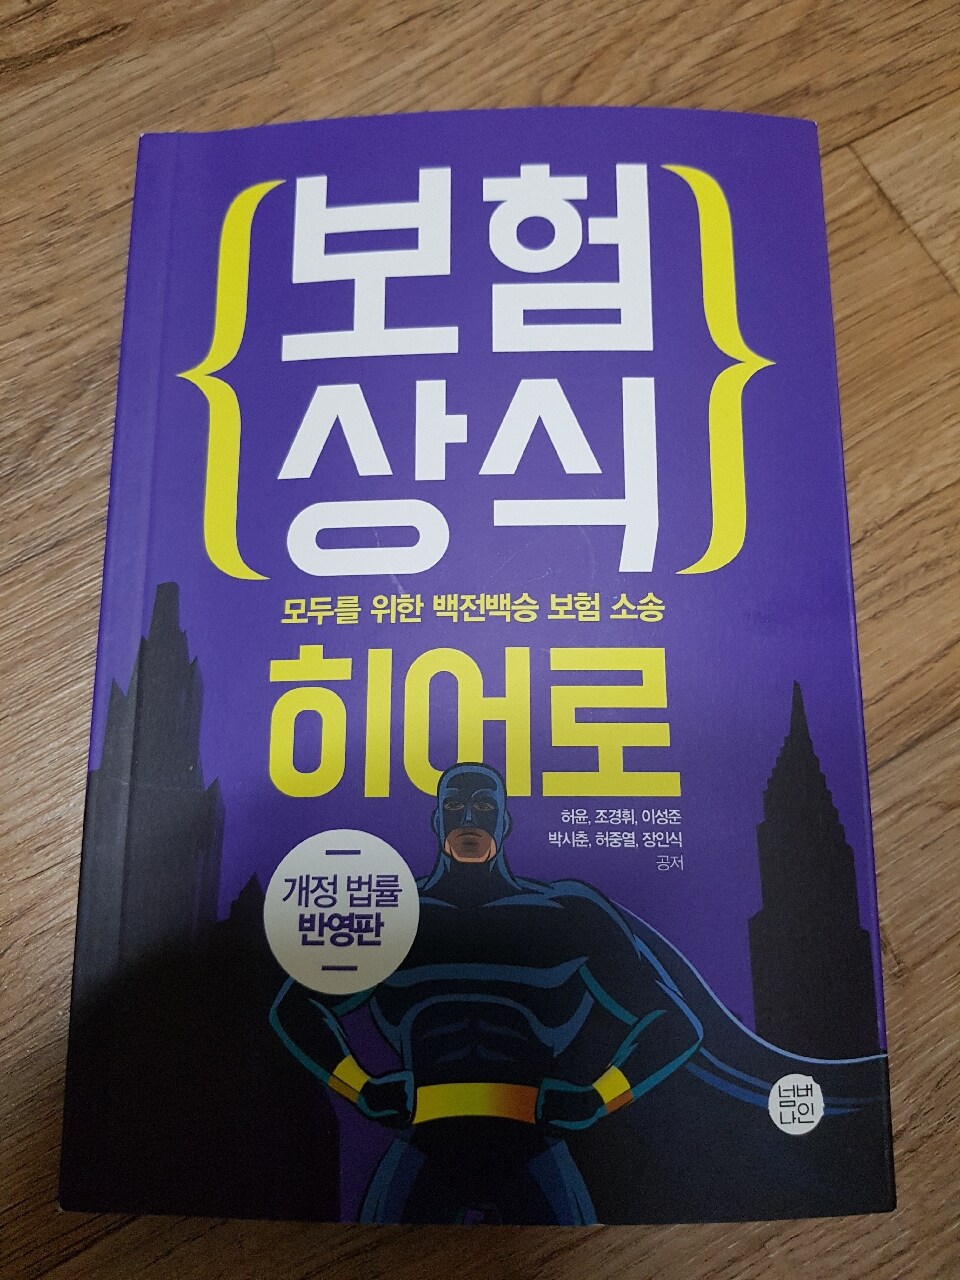 보험
상식
모두를 위한 백전백승 보험 소송
히어로
허윤, 조경휘, 이성준
박시춘, 허중열, 장인식
공저
개정 법률
반영판
넘버
나인